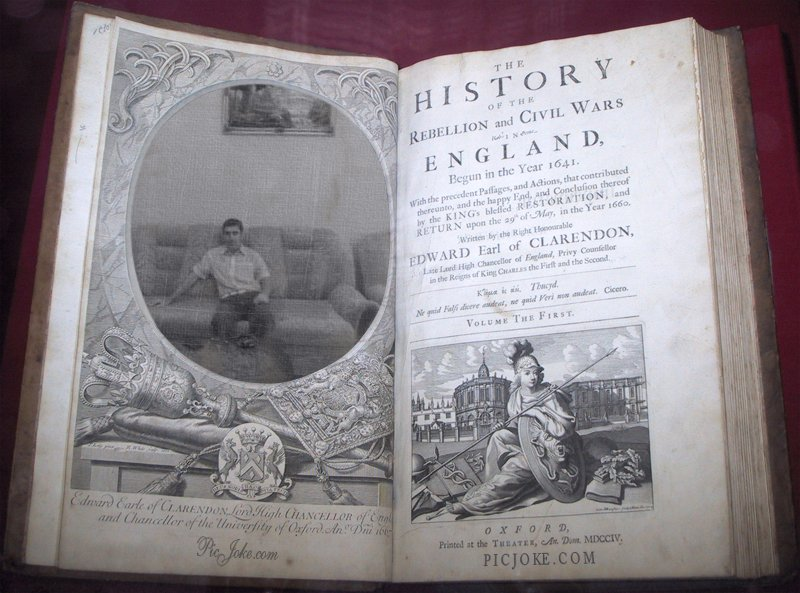 Edward Earle of CLARENDON, Lord High CHANCELLOR of Engl
and Chancellor of the University of Oxford. An.º Dni
PicJoke.com
THE
HISTORY
OF THE
REBELLION and CIVIL WARS
IN
ENGLAND,
Begun in the Year 1641.
With the precedent Paſſages, and Actions, that contributed
thereunto, and the happy End, and Concluſion thereof
by the KING's bleſſed RESTORATION, and
RETURN upon the 29th of May, in the Year 1660.
Written by the Right Honourable
EDWARD Earl of CLARENDON,
Late Lord High Chancellor of England, Privy Counſellor
in the Reigns of King CHARLES the Firſt and the Second.
Thucyd.
Ne quid Falſi dicere audeat, ne quid Veri non audeat. Cicero.
VOLUME THE FIRST.
OXFORD,
Printed at the THEATER, An. Dom. MDCCIV.
PICJOKE.COM